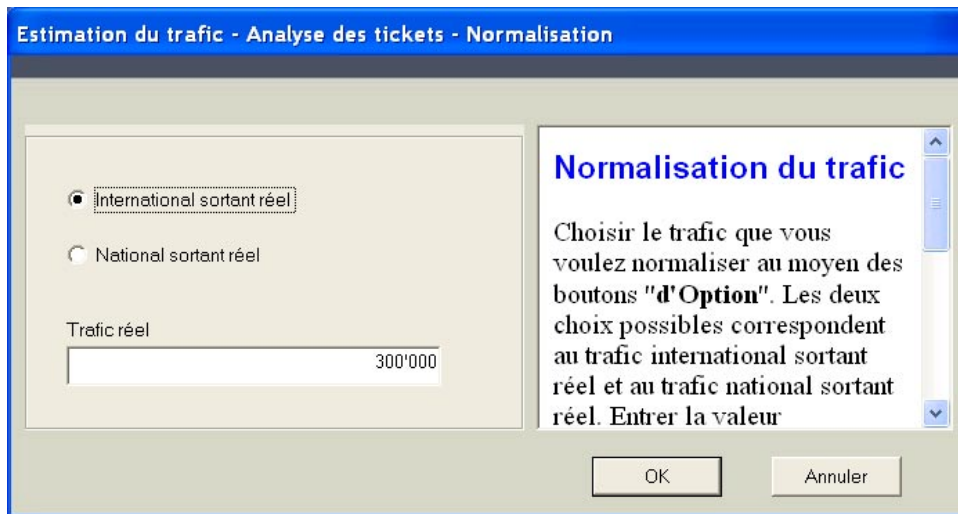 Estimation du trafic - Analyse des tickets - Normalisation
International sortant réel
National sortant réel
Trafic réel
300'000
Normalisation du trafic
Choisir le trafic que vous
voulez normaliser au moyen des
boutons "d'Option". Les deux
choix possibles correspondent
au trafic international sortant
réel et au trafic national sortant
réel. Entrer la valeur
OK
Annuler